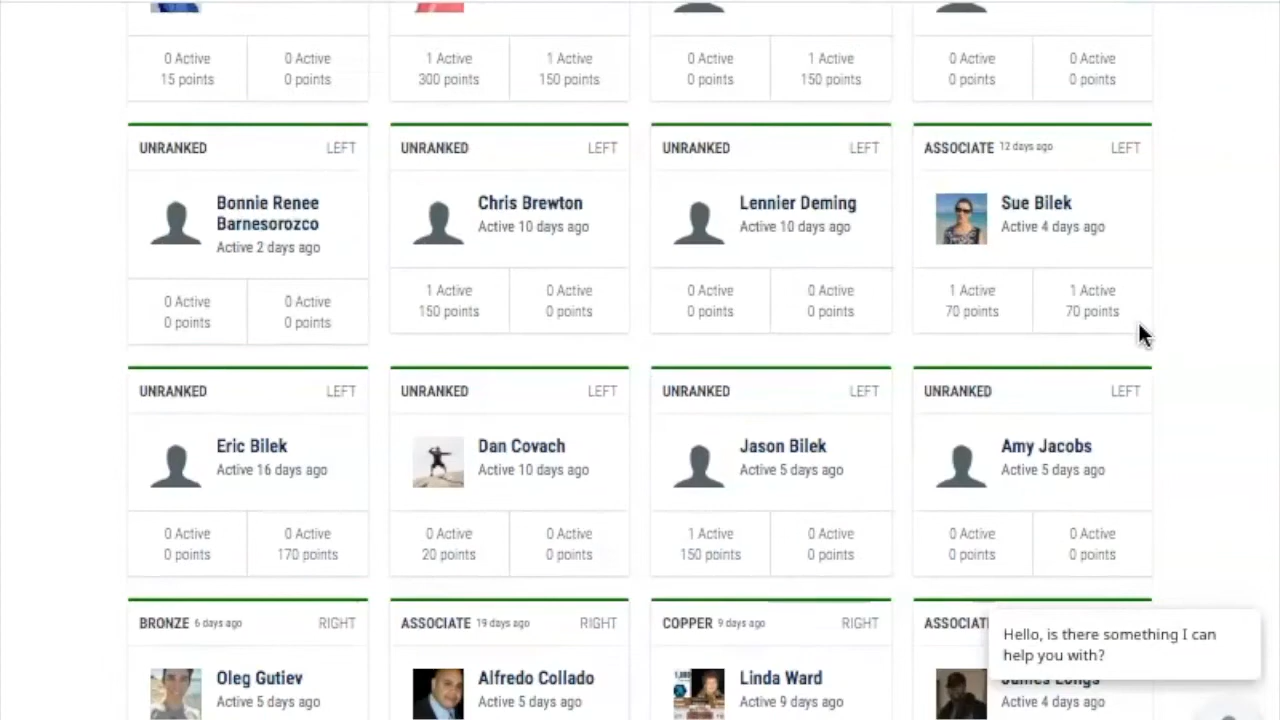 0 Active 0 Active 1 Active 1 Active 0 Active 1 Active 0 Active 0 Active
15 points 0 points 300 points 150 points 0 points 150 points 0 points 0 points
UNRANKED LEFT UNRANKED LEFT UNRANKED LEFT ASSOCIATE 12 days ago LEFT
Bonnie Renee Chris Brewton Lennier Deming Sue Bilek
Barnesorozco Active 10 days ago Active 10 days ago Active 4 days ago
Active 2 days ago
0 Active 0 Active 1 Active 0 Active 0 Active 0 Active 1 Active 1 Active
0 points 0 points 150 points 0 points 0 points 0 points 70 points 70 points
UNRANKED LEFT UNRANKED LEFT UNRANKED LEFT UNRANKED LEFT
Eric Bilek Dan Covach Jason Bilek Amy Jacobs
Active 16 days ago Active 10 days ago Active 5 days ago Active 5 days ago
0 Active 0 Active 0 Active 0 Active 1 Active 0 Active 0 Active 0 Active
0 points 170 points 20 points 0 points 150 points 0 points 0 points 0 points
BRONZE 6 days ago RIGHT ASSOCIATE 19 days ago RIGHT COPPER 9 days ago RIGHT
Hello, is there something I can
help you with?
Oleg Gutiev Alfredo Collado Linda Ward
Active 5 days ago Active 5 days ago Active 9 days ago Active 4 days ago